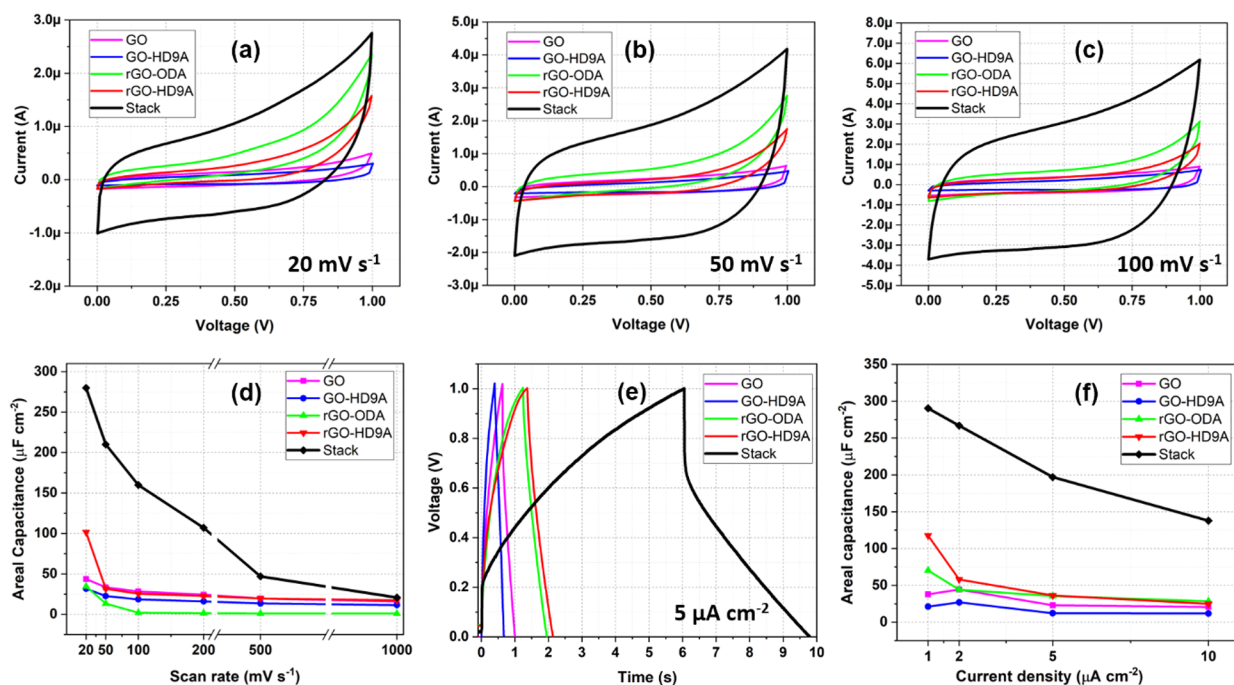 3.0μ
2.0μ
1.0μ
0.0
-1.0μ
-2.0μ
Current (A)
GO
GO-HD9A
rGO-ODA
rGO-HD9A
Stack
(a)
20 mV s⁻¹
0.00 0.25 0.50 0.75 1.00
Voltage (V)
5.0μ
4.0μ
3.0μ
2.0μ
1.0μ
0.0
-1.0μ
-2.0μ
-3.0μ
Current (A)
GO
GO-HD9A
rGO-ODA
rGO-HD9A
Stack
(b)
50 mV s⁻¹
0.00 0.25 0.50 0.75 1.00
Voltage (V)
8.0μ
7.0μ
6.0μ
5.0μ
4.0μ
3.0μ
2.0μ
1.0μ
0.0
-1.0μ
-2.0μ
-3.0μ
-4.0μ
-5.0μ
Current (A)
GO
GO-HD9A
rGO-ODA
rGO-HD9A
Stack
(c)
100 mV s⁻¹
0.00 0.25 0.50 0.75 1.00
Voltage (V)
300
250
200
150
100
50
0
Areal Capacitance (μF cm⁻²)
(d)
GO
GO-HD9A
rGO-ODA
rGO-HD9A
Stack
20 50 100 200 500 1000
Scan rate (mV s⁻¹)
1.0
0.8
0.6
0.4
0.2
0.0
Voltage (V)
(e)
GO
GO-HD9A
rGO-ODA
rGO-HD9A
Stack
5 μA cm⁻²
0 1 2 3 4 5 6 7 8 9 10
Time (s)
350
300
250
200
150
100
50
0
Areal capacitance (μF cm⁻²)
(f)
GO
GO-HD9A
rGO-ODA
rGO-HD9A
Stack
1 2 5 10
Current density (μA cm⁻²)